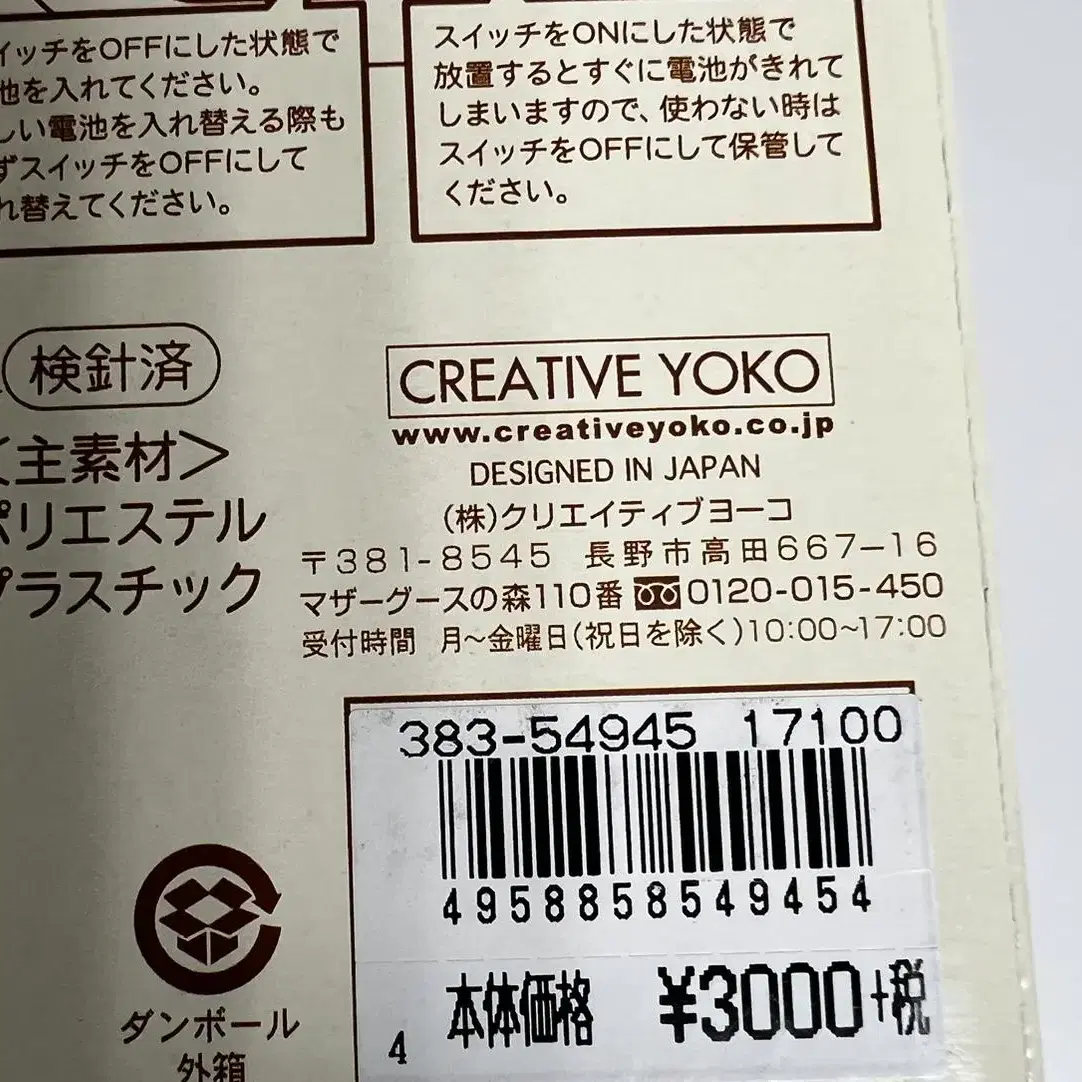 イッチをOFFにした状態で
池を入れてください。
しい電池を入れ替える際も
ずスイッチをOFFにして
れ替えてください。
スイッチをONにした状態で
放置するとすぐに電池がきれて
しまいますので、使わない時は
スイッチをOFFにして保管して
ください。
検針済
＜主素材＞
ポリエステル
プラスチック
CREATIVE YOKO
www.creativeyoko.co.jp
DESIGNED IN JAPAN
(株)クリエイティブヨーコ
〒381-8545 長野市高田667-16
マザーグースの森110番 0120-015-450
受付時間 月〜金曜日(祝日を除く)10:00〜17:00
383-54945 17100
4958858549454
本体価格 ¥3000+税
4
ダンボール
外箱